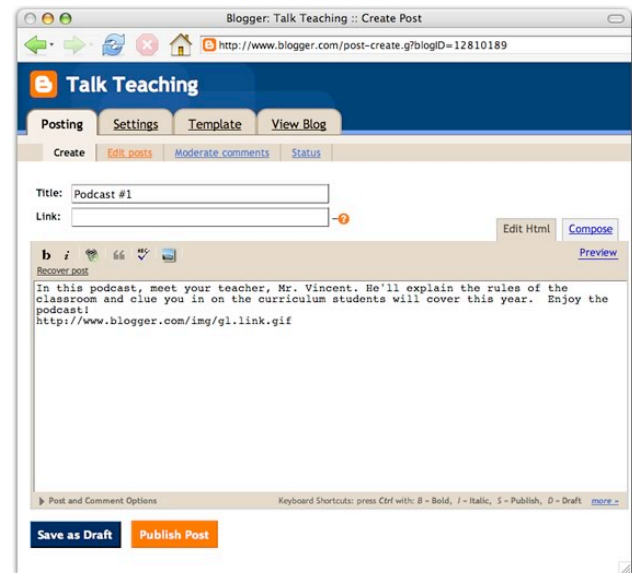 Blogger: Talk Teaching :: Create Post
http://www.blogger.com/post-create.g?blogID=12810189
Talk Teaching
Posting Settings Template View Blog
Create Edit posts Moderate comments Status
Title: Podcast #1
Link:
Edit Html Compose
b i ABC Preview
Recover post
In this podcast, meet your teacher, Mr. Vincent. He'll explain the rules of the
classroom and clue you in on the curriculum students will cover this year. Enjoy the
podcast!
http://www.blogger.com/img/gl.link.gif
Post and Comment Options Keyboard Shortcuts: press Ctrl with: B = Bold, I = Italic, S = Publish, D = Draft more »
Save as Draft Publish Post